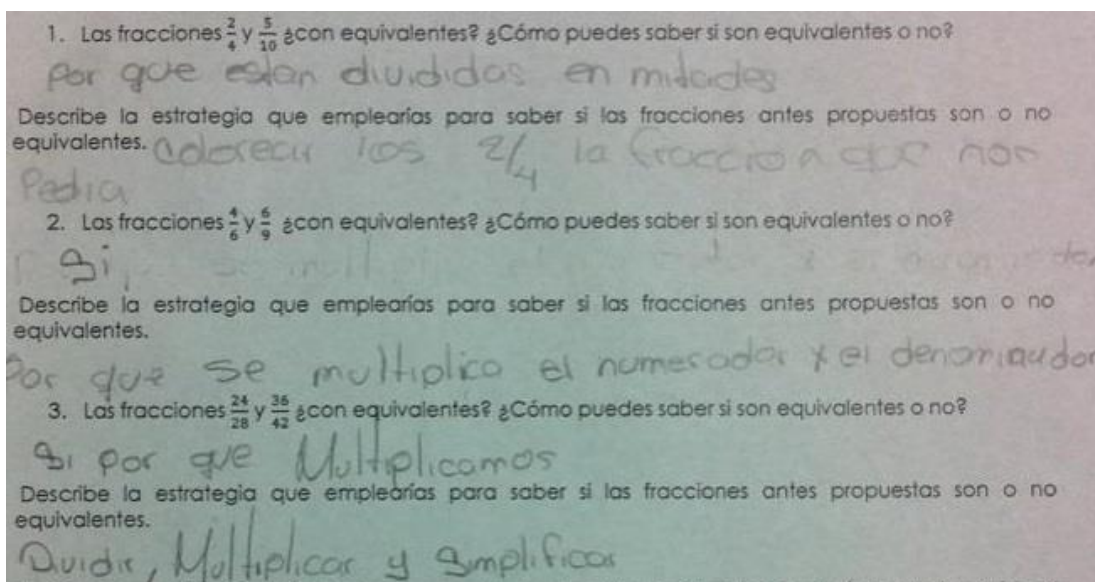 1. Las fracciones 2/4 y 5/10 ¿con equivalentes? ¿Cómo puedes saber si son equivalentes o no?
Por que estan divididas en mitades
Describe la estrategia que emplearías para saber si las fracciones antes propuestas son o no
equivalentes. Colorear los 2/4 la fraccion que non
Pedia
2. Las fracciones 4/6 y 6/9 ¿con equivalentes? ¿Cómo puedes saber si son equivalentes o no?
Si,
Describe la estrategia que emplearías para saber si las fracciones antes propuestas son o no
equivalentes.
Por que se multiplico el numerador y el denominador
3. Las fracciones 24/28 y 36/42 ¿con equivalentes? ¿Cómo puedes saber si son equivalentes o no?
Si por que Multiplicamos
Describe la estrategia que emplearías para saber si las fracciones antes propuestas son o no
equivalentes.
Dividir, Multiplicar y Simplificar